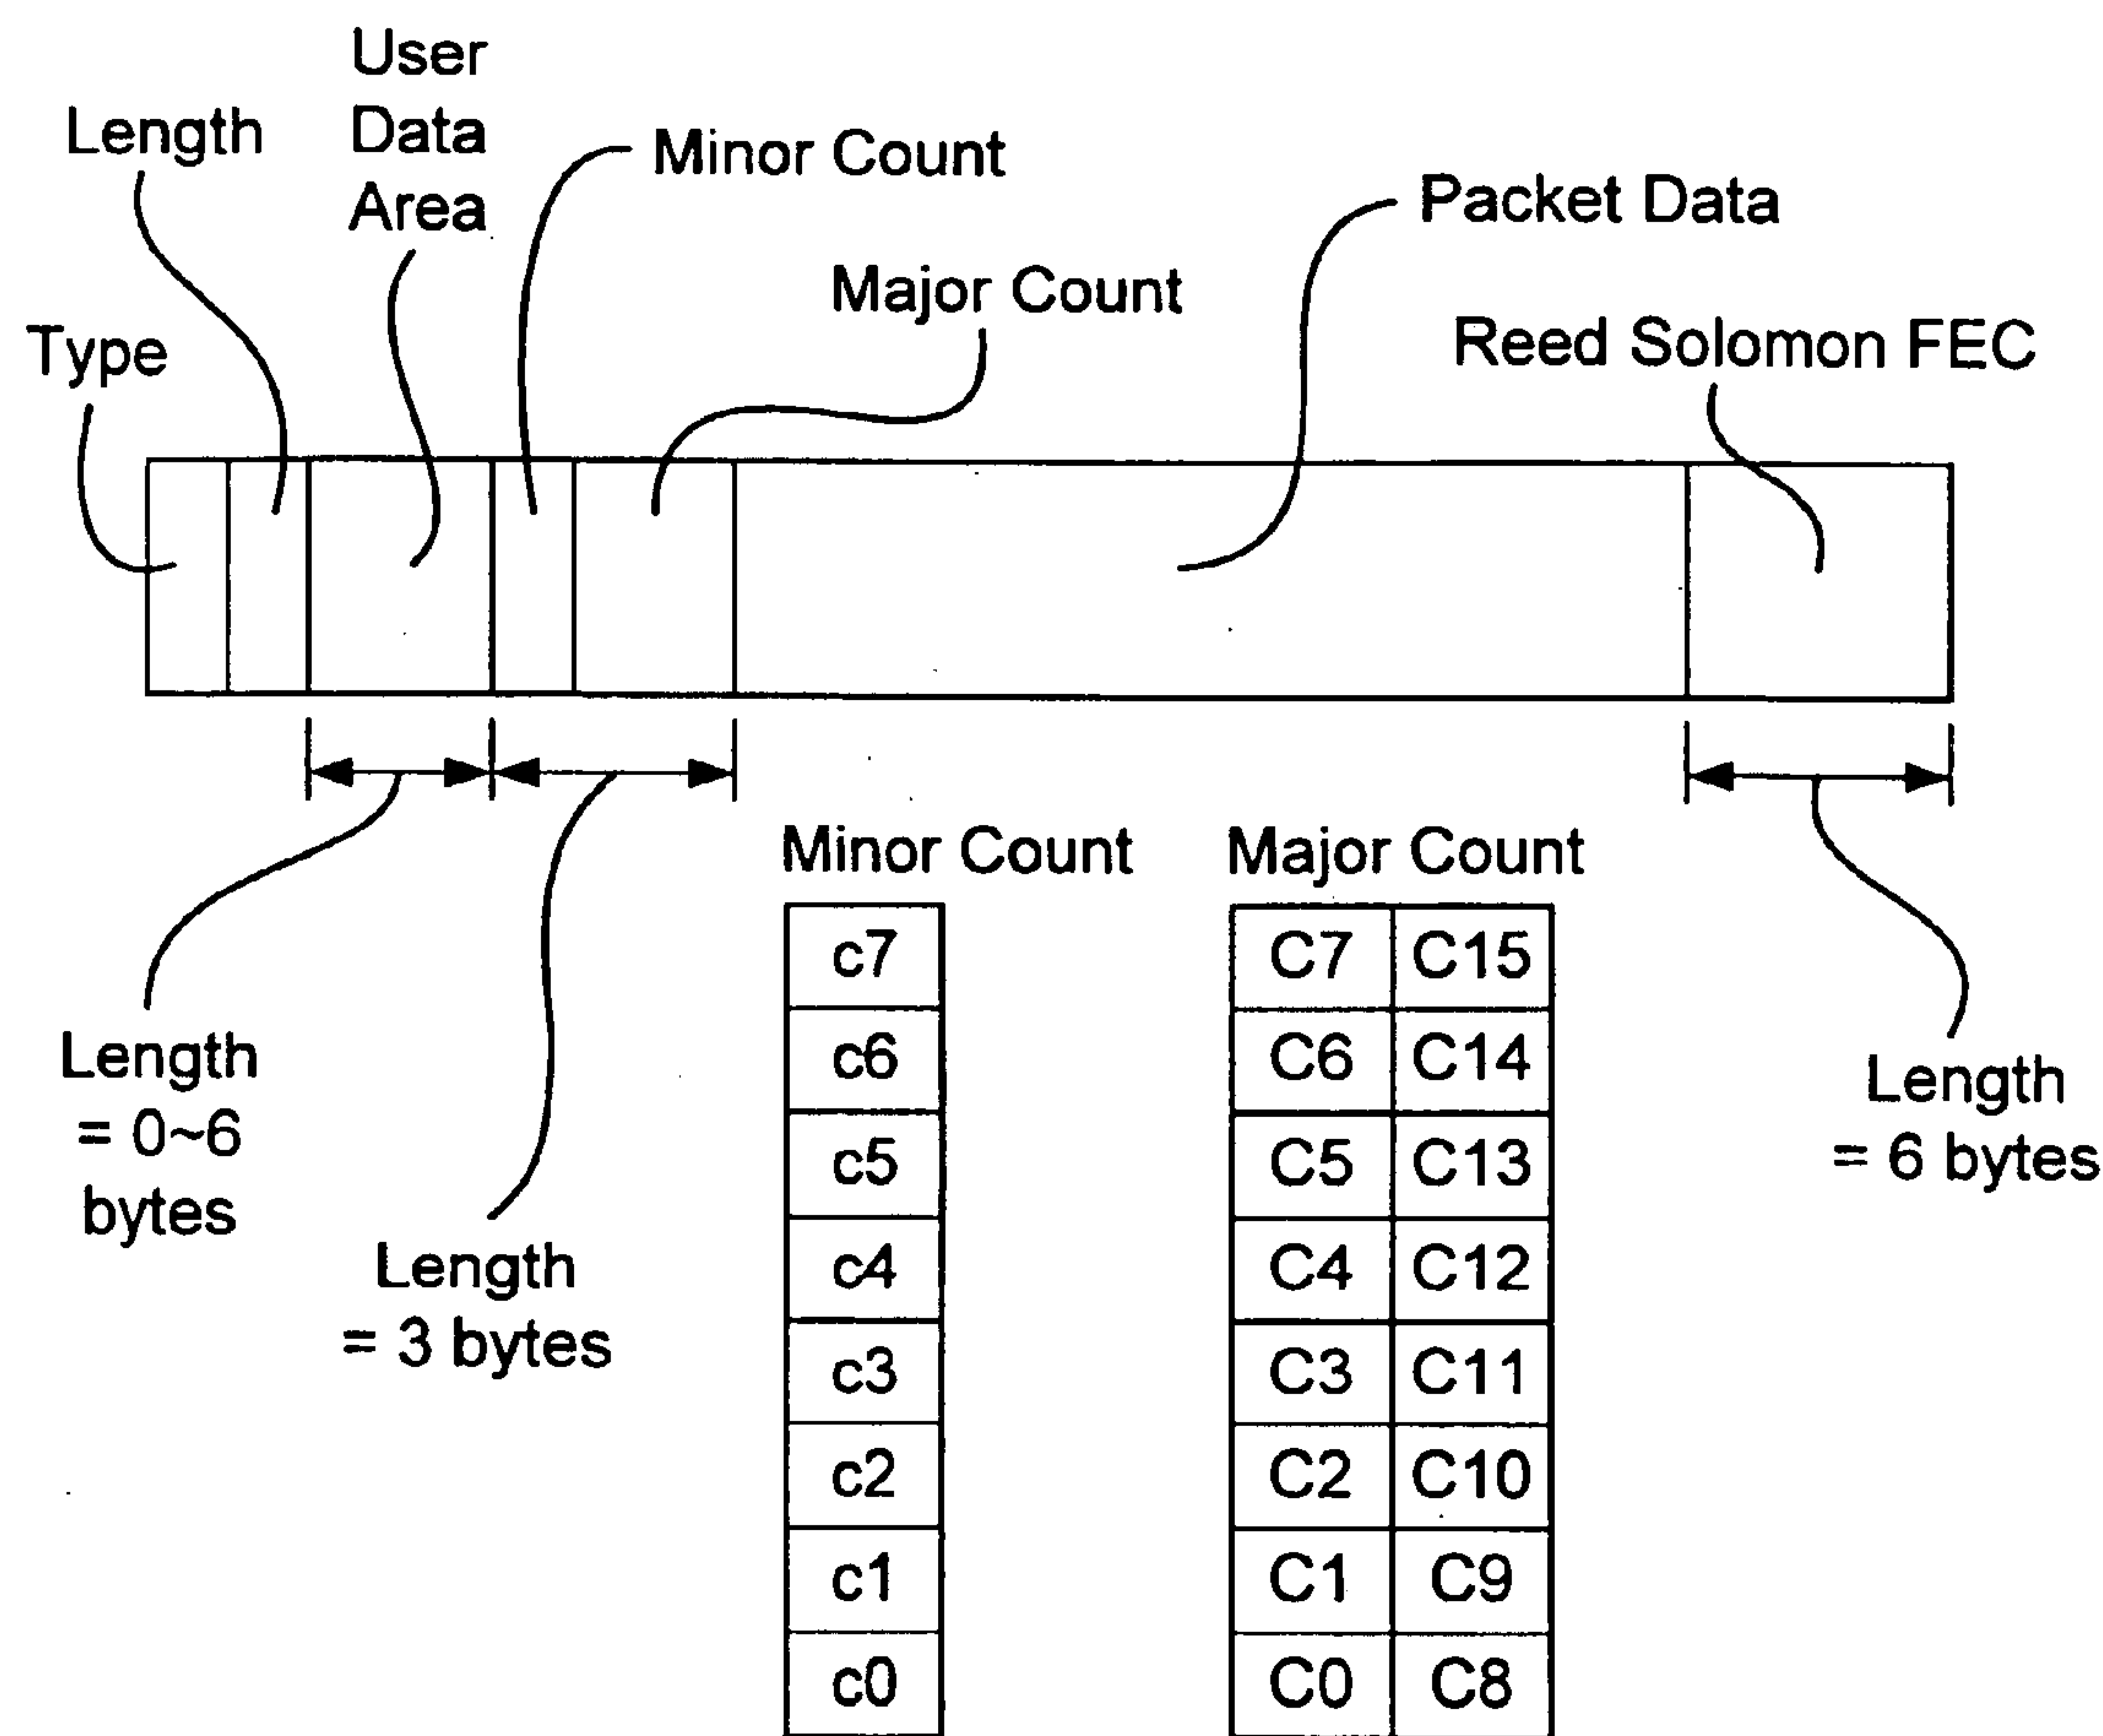 User
Data
Area
Length
Minor Count
Packet Data
Major Count
Type
Reed Solomon FEC
Length
= 0~6
bytes
Length
= 3 bytes
Length
= 6 bytes
Minor Count
c7
c6
c5
c4
c3
c2
c1
c0
Major Count
C7 C15
C6 C14
C5 C13
C4 C12
C3 C11
C2 C10
C1 C9
C0 C8